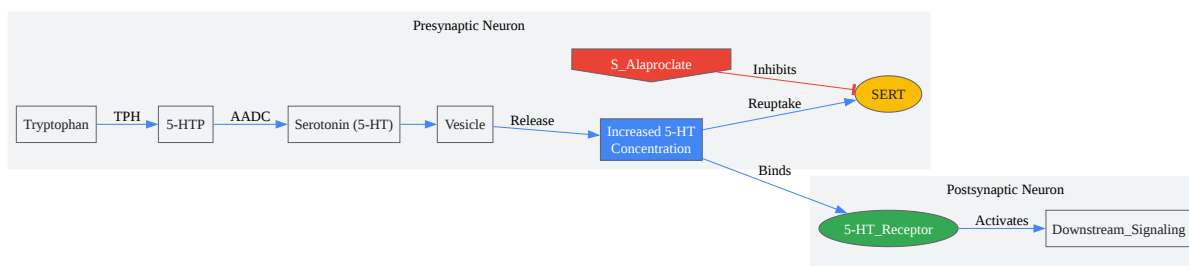 Presynaptic Neuron
S_Alaproclate
Inhibits
SERT
Reuptake
Tryptophan
TPH
5-HTP
AADC
Serotonin (5-HT)
Vesicle
Release
Increased 5-HT
Concentration
Binds
Postsynaptic Neuron
5-HT_Receptor
Activates
Downstream_Signaling